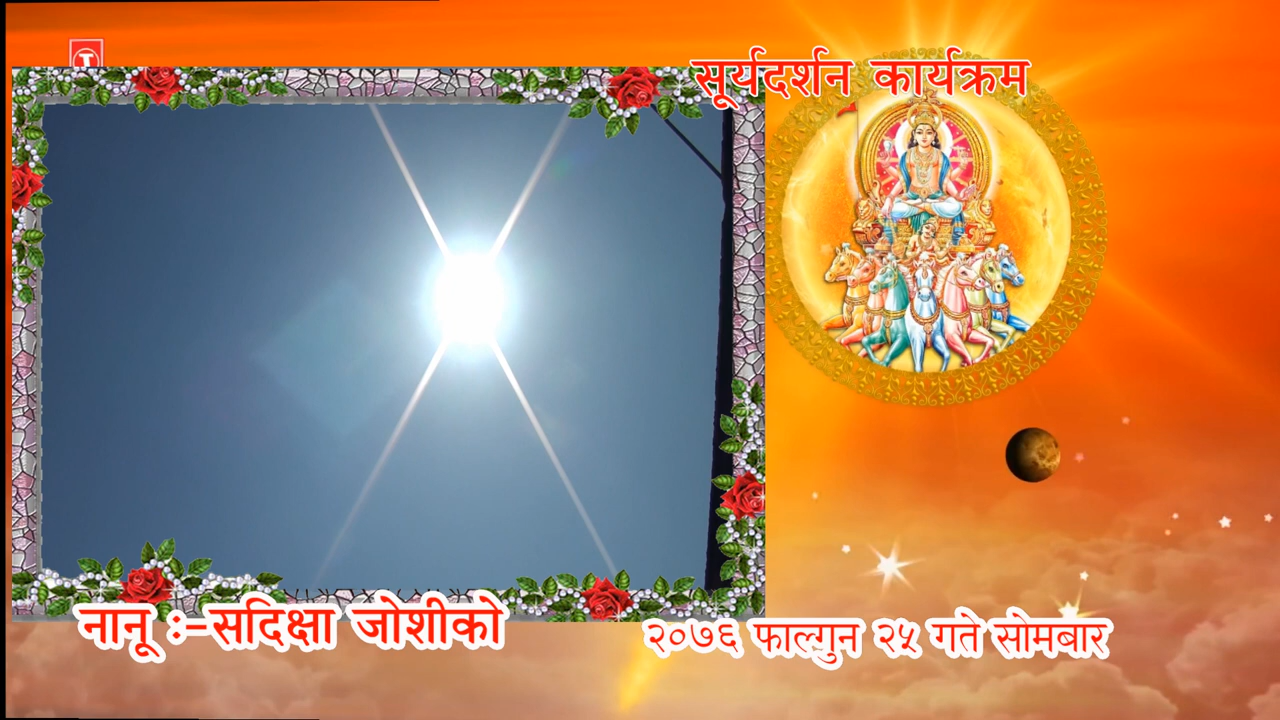 T
सूर्यदर्शन कार्यक्रम
नानू :–सदिक्षा जोशीको
२०७६ फाल्गुन २५ गते सोमबार